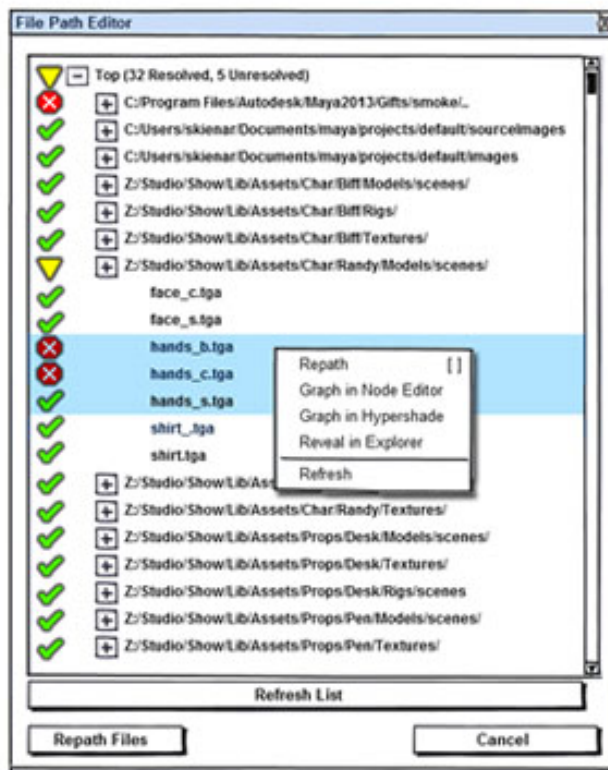 File Path Editor
Top (32 Resolved, 5 Unresolved)
C:/Program Files/Autodesk/Maya2013/Gifts/smoke/..
C:/Users/skienar/Documents/maya/projects/default/sourceImages
C:/Users/skienar/Documents/maya/projects/default/images
Z:/Studio/Show/Lib/Assets/Char/Biff/Models/scenes/
Z:/Studio/Show/Lib/Assets/Char/Biff/Rigs/
Z:/Studio/Show/Lib/Assets/Char/Biff/Textures/
Z:/Studio/Show/Lib/Assets/Char/Randy/Models/scenes/
face_c.tga
face_s.tga
hands_b.tga
hands_c.tga
hands_s.tga
shirt_.tga
shirt.tga
Repath [ ]
Graph in Node Editor
Graph in Hypershade
Reveal in Explorer
Refresh
Z:/Studio/Show/Lib/As
Z:/Studio/Show/Lib/Assets/Char/Randy/Textures/
Z:/Studio/Show/Lib/Assets/Props/Desk/Models/scenes/
Z:/Studio/Show/Lib/Assets/Props/Desk/Textures/
Z:/Studio/Show/Lib/Assets/Props/Desk/Rigs/scenes
Z:/Studio/Show/Lib/Assets/Props/Pen/Models/scenes/
Z:/Studio/Show/Lib/Assets/Props/Pen/Textures/
Refresh List
Repath Files
Cancel